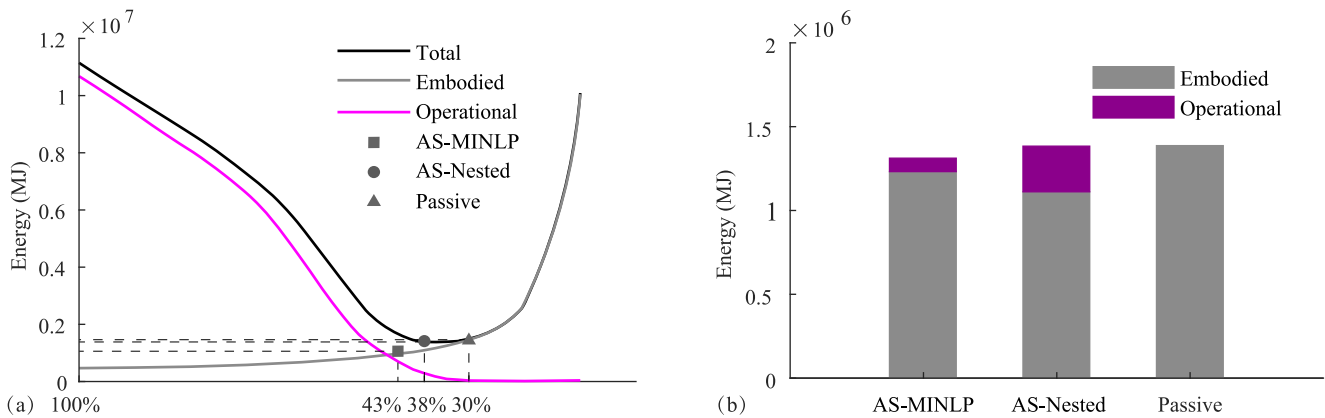 ×10^7
1.2
1
0.8
0.6
0.4
0.2
0
Energy (MJ)
Total
Embodied
Operational
AS-MINLP
AS-Nested
Passive
(a) 100% 43% 38% 30%
×10^6
2
1.5
1
0.5
0
Energy (MJ)
Embodied
Operational
(b) AS-MINLP AS-Nested Passive